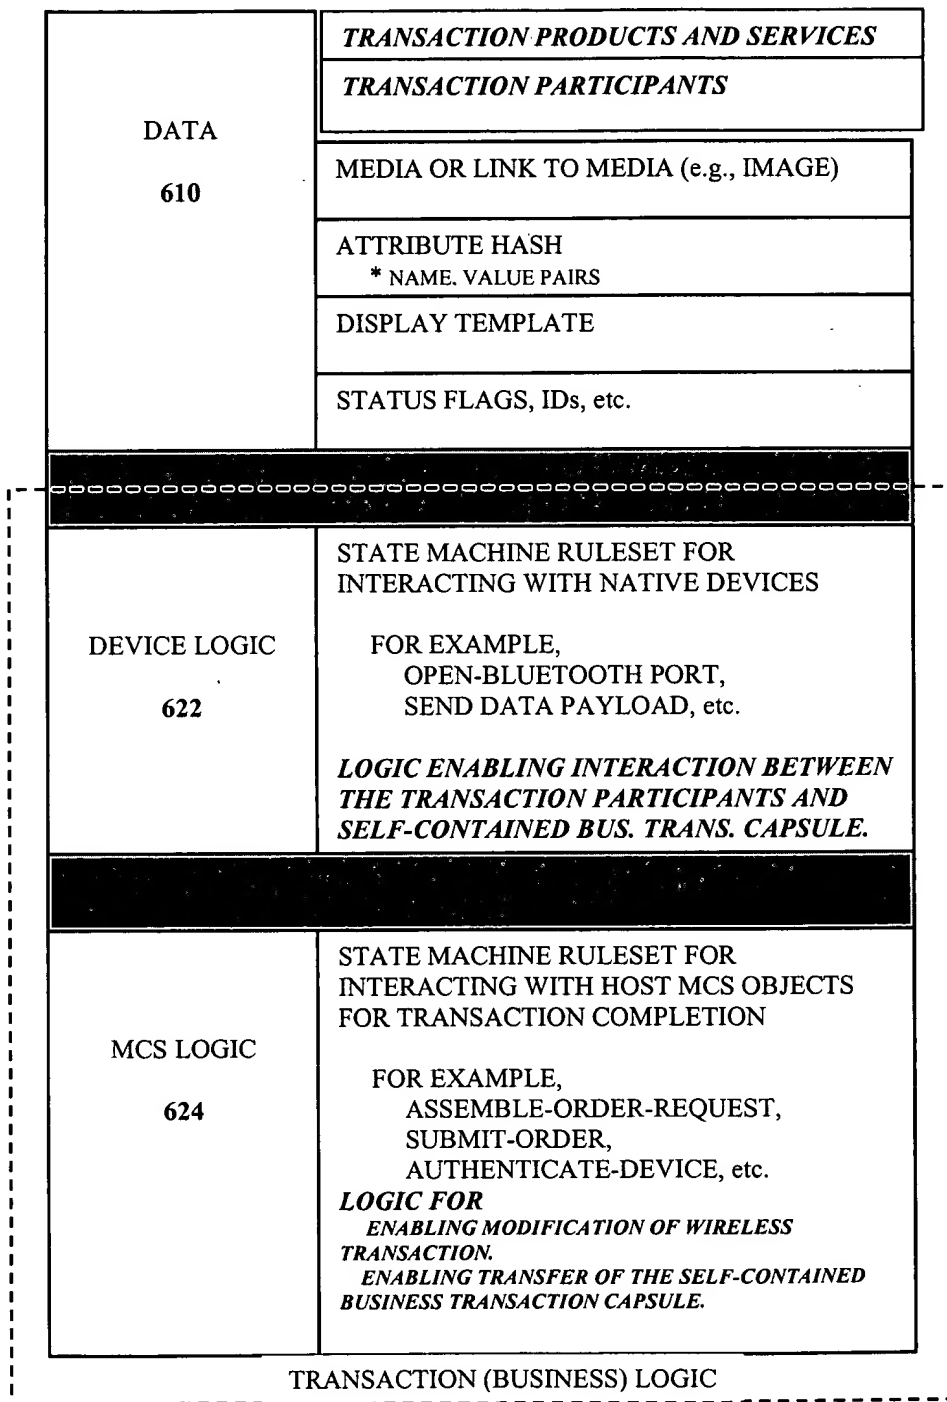 TRANSACTION PRODUCTS AND SERVICES
TRANSACTION PARTICIPANTS
DATA
610
MEDIA OR LINK TO MEDIA (e.g., IMAGE)
ATTRIBUTE HASH
* NAME. VALUE PAIRS
DISPLAY TEMPLATE
STATUS FLAGS, IDs, etc.
DEVICE LOGIC
622
STATE MACHINE RULESET FOR
INTERACTING WITH NATIVE DEVICES
FOR EXAMPLE,
OPEN-BLUETOOTH PORT,
SEND DATA PAYLOAD, etc.
LOGIC ENABLING INTERACTION BETWEEN
THE TRANSACTION PARTICIPANTS AND
SELF-CONTAINED BUS. TRANS. CAPSULE.
MCS LOGIC
624
STATE MACHINE RULESET FOR
INTERACTING WITH HOST MCS OBJECTS
FOR TRANSACTION COMPLETION
FOR EXAMPLE,
ASSEMBLE-ORDER-REQUEST,
SUBMIT-ORDER,
AUTHENTICATE-DEVICE, etc.
LOGIC FOR
ENABLING MODIFICATION OF WIRELESS
TRANSACTION.
ENABLING TRANSFER OF THE SELF-CONTAINED
BUSINESS TRANSACTION CAPSULE.
TRANSACTION (BUSINESS) LOGIC